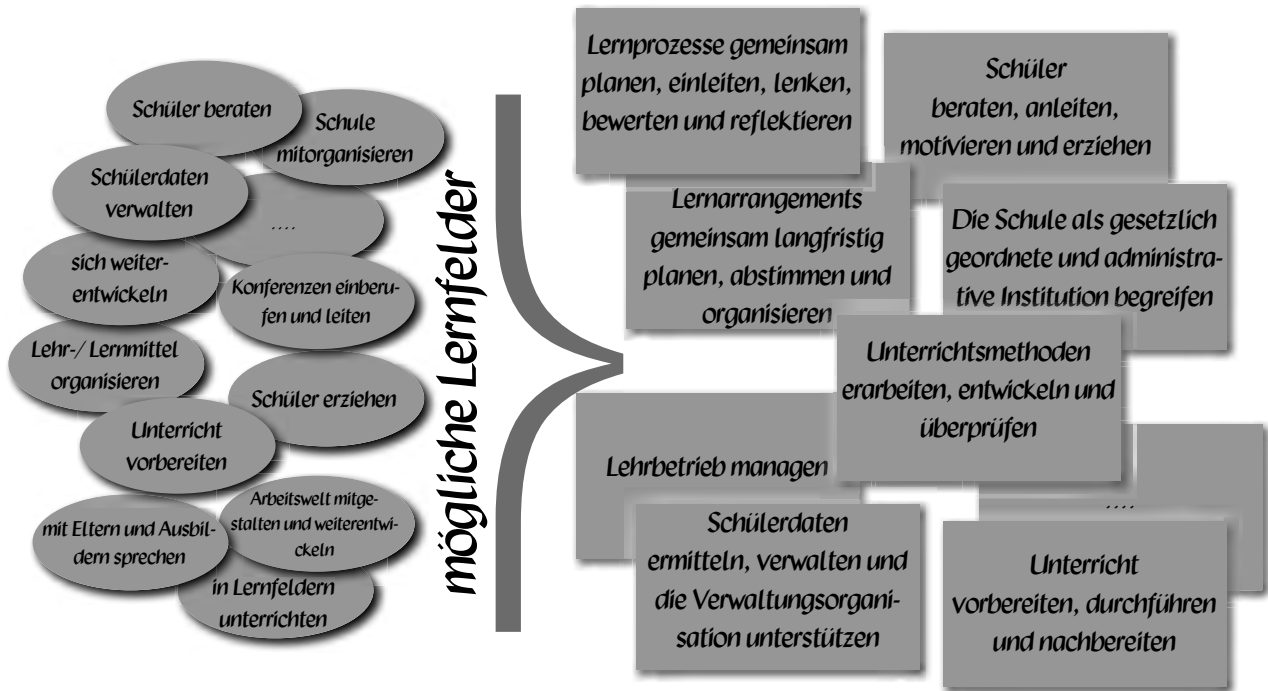 Schüler beraten
Schule
mitorganisieren
Schülerdaten
verwalten
....
sich weiter-
entwickeln
Konferenzen einberu-
fen und leiten
Lehr-/ Lernmittel
organisieren
Schüler erziehen
Unterricht
vorbereiten
Arbeitswelt mitge-
stalten und weiterentwi-
ckeln
mit Eltern und Ausbil-
dern sprechen
in Lernfeldern
unterrichten
mögliche Lernfelder
Lernprozesse gemeinsam
planen, einleiten, lenken,
bewerten und reflektieren
Schüler
beraten, anleiten,
motivieren und erziehen
Lernarrangements
gemeinsam langfristig
planen, abstimmen und
organisieren
Die Schule als gesetzlich
geordnete und administra-
tive Institution begreifen
Unterrichtsmethoden
erarbeiten, entwickeln und
überprüfen
Lehrbetrieb managen
....
Schülerdaten
ermitteln, verwalten und
die Verwaltungsorgani-
sation unterstützen
Unterricht
vorbereiten, durchführen
und nachbereiten